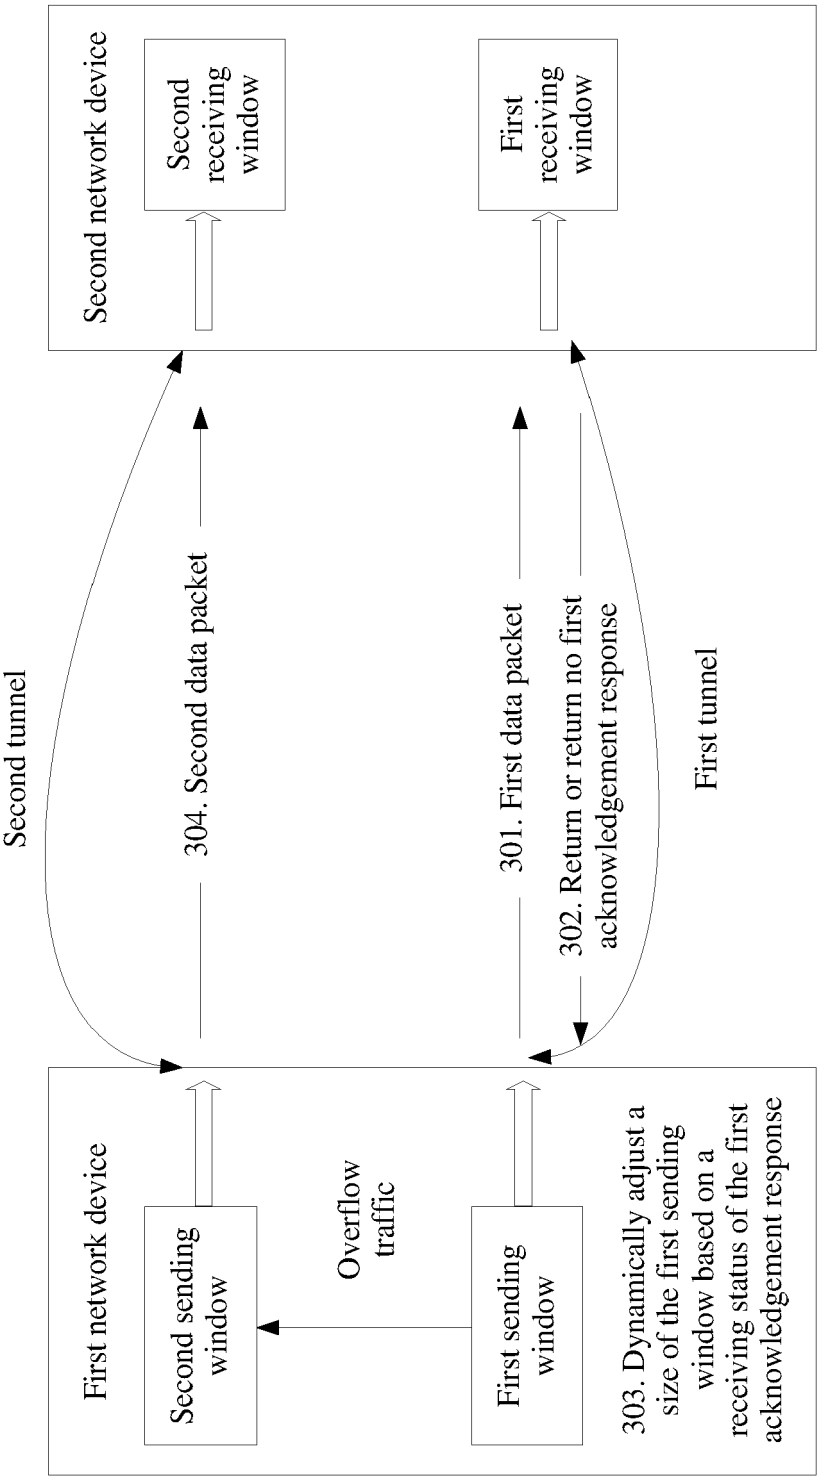 First network device
Second sending
window
Overflow
traffic
First sending
window
303. Dynamically adjust a
size of the first sending
window based on a
receiving status of the first
acknowledgement response
Second tunnel
304. Second data packet
301. First data packet
302. Return or return no first
acknowledgement response
First tunnel
Second network device
Second
receiving
window
First
receiving
window